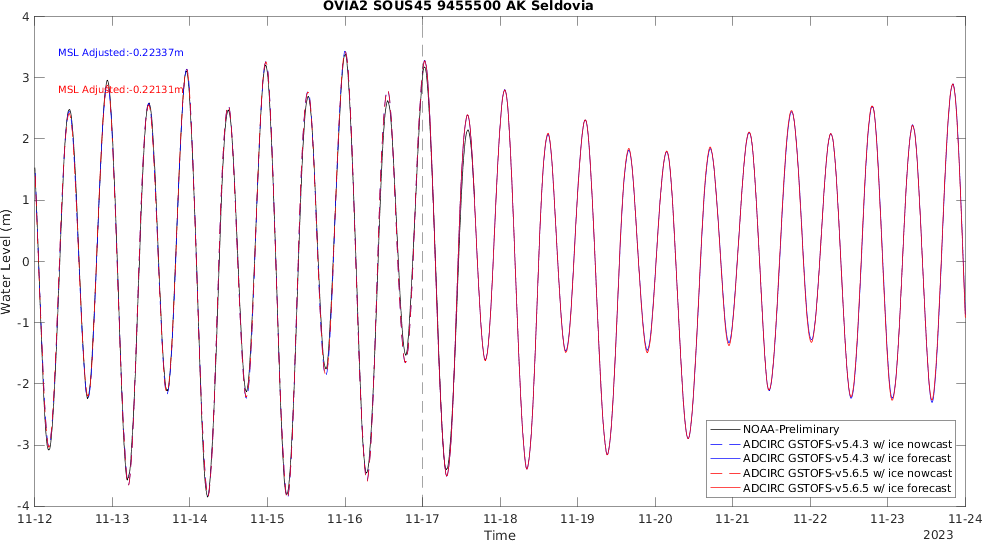 OVIA2 SOUS45 9455500 AK Seldovia
MSL Adjusted:-0.22337m
MSL Adjusted:-0.22131m
Water Level (m)
4
3
2
1
0
-1
-2
-3
-4
NOAA-Preliminary
ADCIRC GSTOFS-v5.4.3 w/ ice nowcast
ADCIRC GSTOFS-v5.4.3 w/ ice forecast
ADCIRC GSTOFS-v5.6.5 w/ ice nowcast
ADCIRC GSTOFS-v5.6.5 w/ ice forecast
11-12 11-13 11-14 11-15 11-16 11-17 11-18 11-19 11-20 11-21 11-22 11-23 11-24
Time
2023